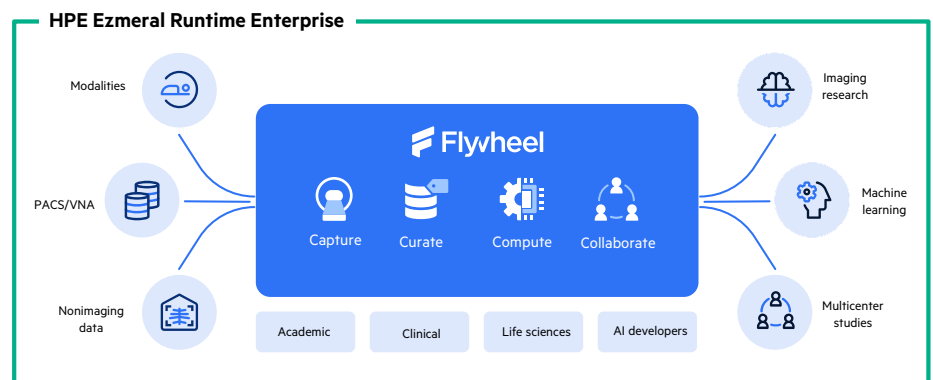 HPE Ezmeral Runtime Enterprise
Modalities
PACS/VNA
Nonimaging
data
Flywheel
Capture
Curate
Compute
Collaborate
Academic
Clinical
Life sciences
AI developers
Imaging
research
Machine
learning
Multicenter
studies